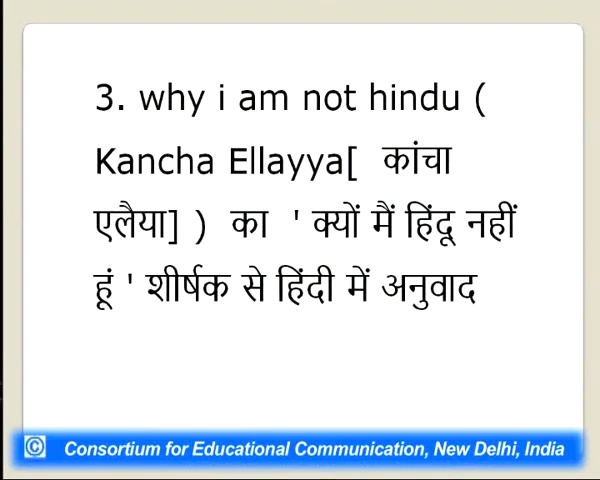 3. why i am not hindu (
Kancha Ellayya[ कांचा
एलैया] ) का ' क्यों मैं हिंदू नहीं
हूं ' शीर्षक से हिंदी में अनुवाद
© Consortium for Educational Communication, New Delhi, India